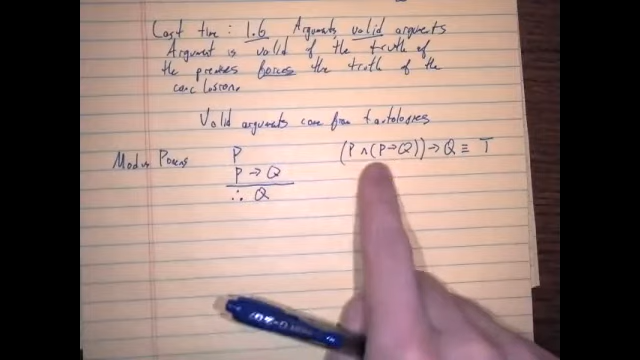 Last time: 1.6 Arguments, valid arguments
Argument is valid if the truth of
the premises forces the truth of the
conclusion.
Valid arguments come from tautologies
Modus Ponens
P
P → Q
∴ Q
(P ∧ (P → Q)) → Q ≡ T